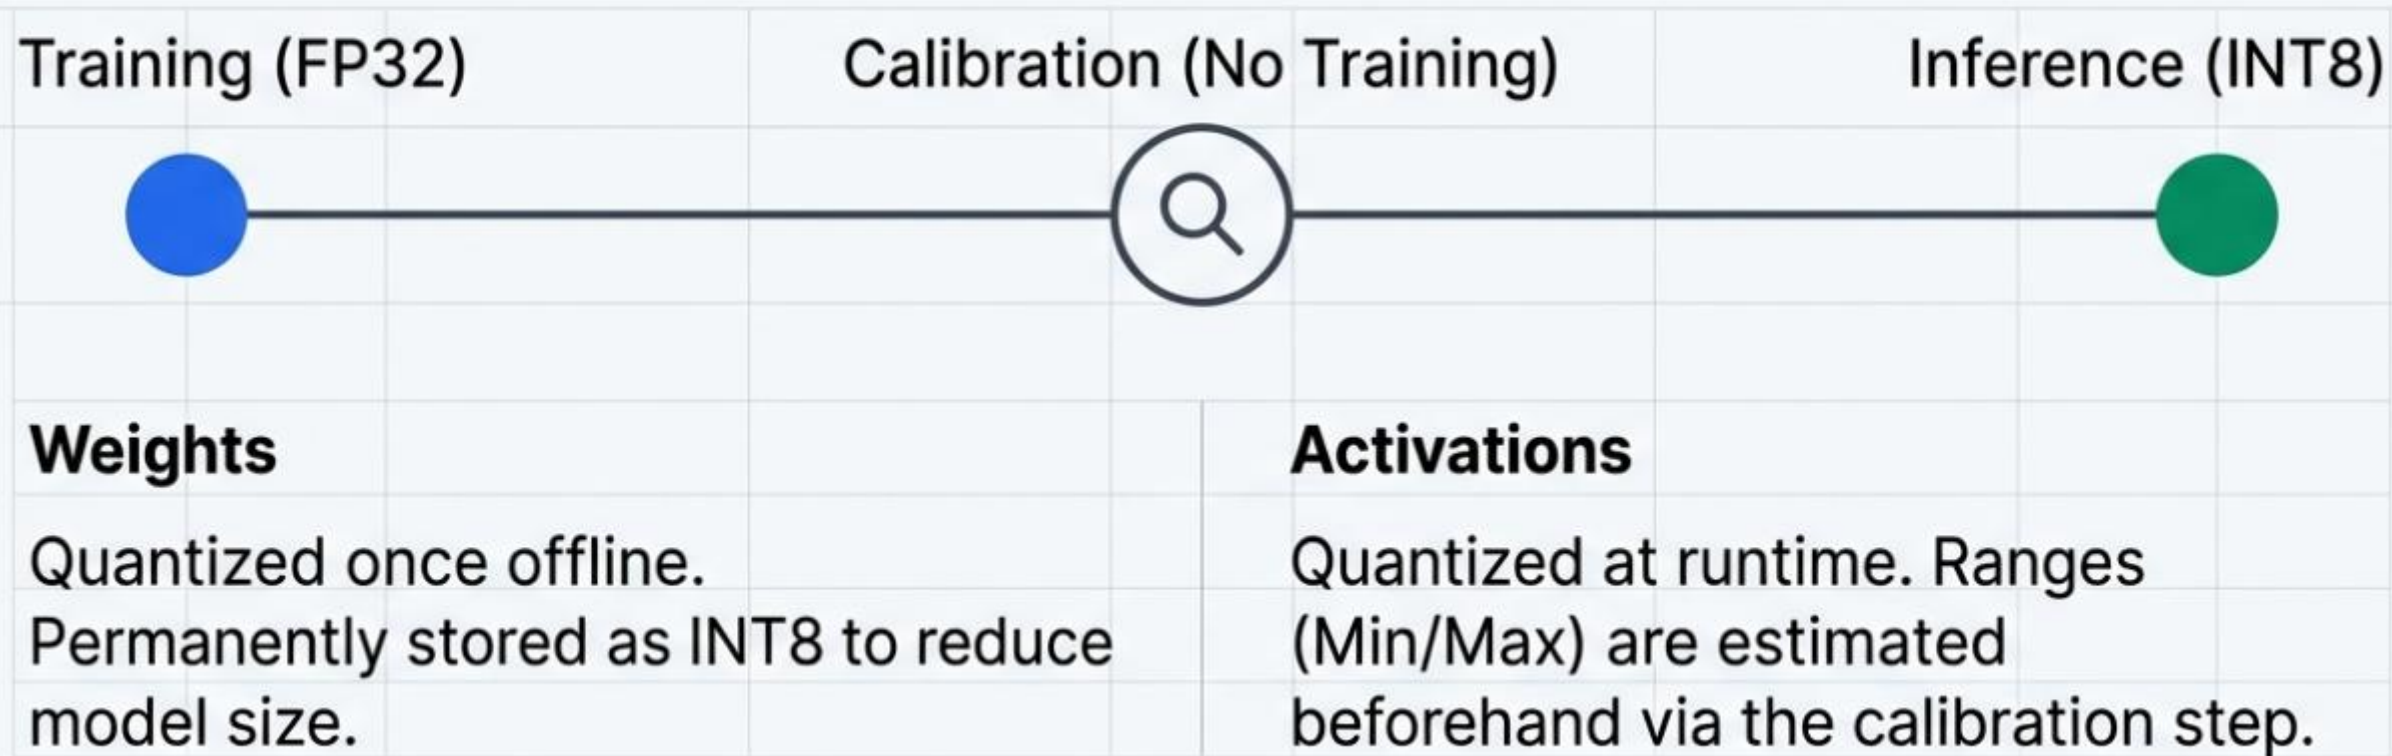 Training (FP32)
Calibration (No Training)
Inference (INT8)
Weights
Quantized once offline.
Permanently stored as INT8 to reduce
model size.
Activations
Quantized at runtime. Ranges
(Min/Max) are estimated
beforehand via the calibration step.